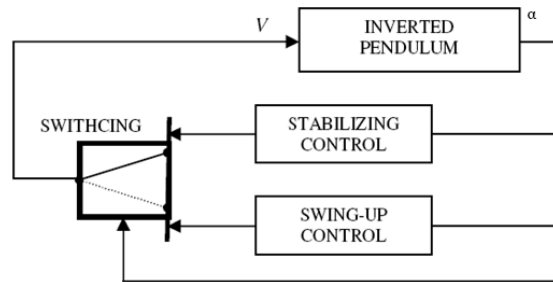 V
INVERTED
PENDULUM
α
SWITHCING
STABILIZING
CONTROL
SWING-UP
CONTROL